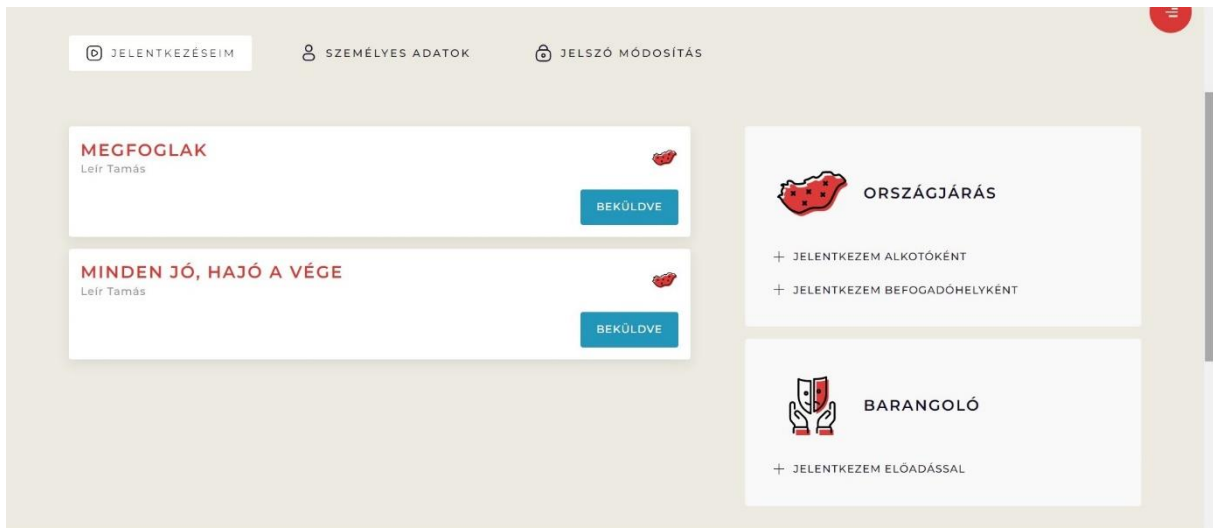 JELENTKEZÉSEIM
SZEMÉLYES ADATOK
JELSZÓ MÓDOSÍTÁS
MEGFOGLAK
Leír Tamás
BEKÜLDVE
MINDEN JÓ, HAJÓ A VÉGE
Leír Tamás
BEKÜLDVE
ORSZÁGJÁRÁS
+ JELENTKEZEM ALKOTÓKÉNT
+ JELENTKEZEM BEFOGADÓHELYKÉNT
BARANGOLÓ
+ JELENTKEZEM ELŐADÁSSAL